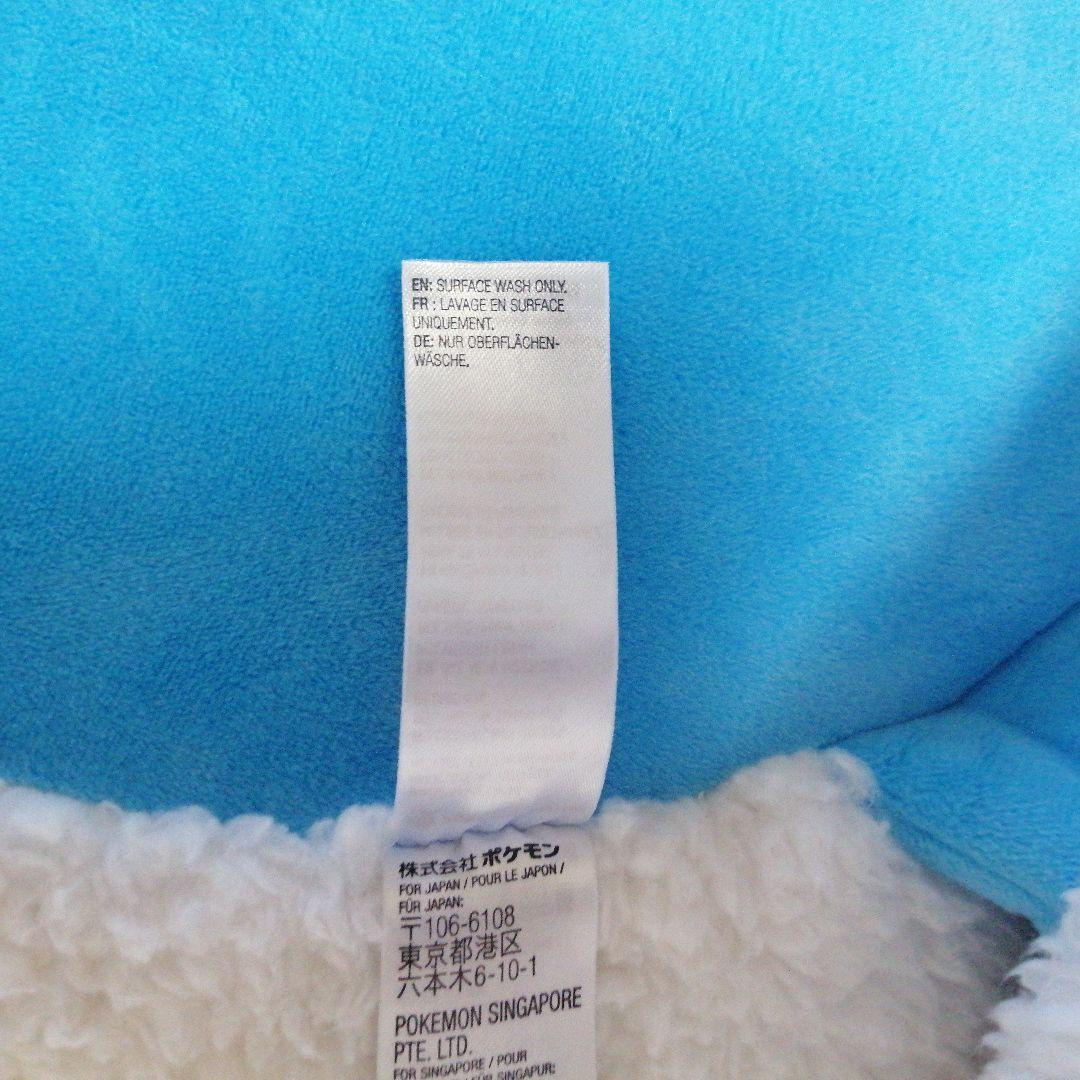 EN: SURFACE WASH ONLY.
FR : LAVAGE EN SURFACE
UNIQUEMENT.
DE: NUR OBERFLÄCHEN-
WÄSCHE.
株式会社ポケモン
FOR JAPAN / POUR LE JAPON /
FÜR JAPAN:
〒106-6108
東京都港区
六本木6-10-1
POKEMON SINGAPORE
PTE. LTD.
FOR SINGAPORE / POUR
FÜR SINGAPUR: